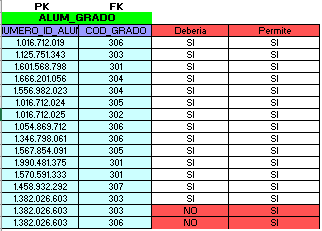 PK FK
ALUM_GRADO
NUMERO_ID_ALUM COD_GRADO Deberia Permite
1.016.712.019 306 SI SI
1.125.751.343 303 SI SI
1.601.568.798 301 SI SI
1.666.201.056 304 SI SI
1.556.982.023 304 SI SI
1.016.712.024 305 SI SI
1.016.712.025 302 SI SI
1.054.869.712 306 SI SI
1.346.798.061 306 SI SI
1.567.854.091 305 SI SI
1.990.481.375 301 SI SI
1.570.591.333 301 SI SI
1.458.932.292 307 SI SI
1.382.026.603 303 SI SI
1.382.026.603 303 NO SI
1.382.026.603 306 NO SI